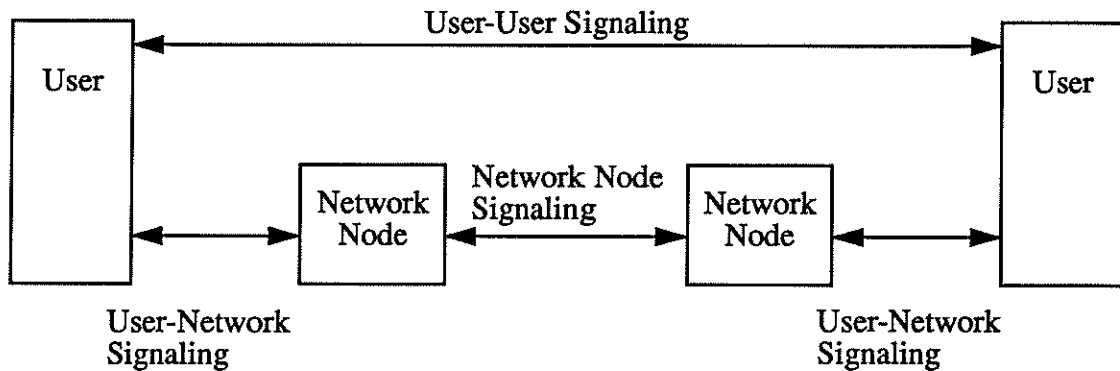 User-User Signaling
User
User
Network Node
Signaling
Network
Node
Network
Node
User-Network
Signaling
User-Network
Signaling